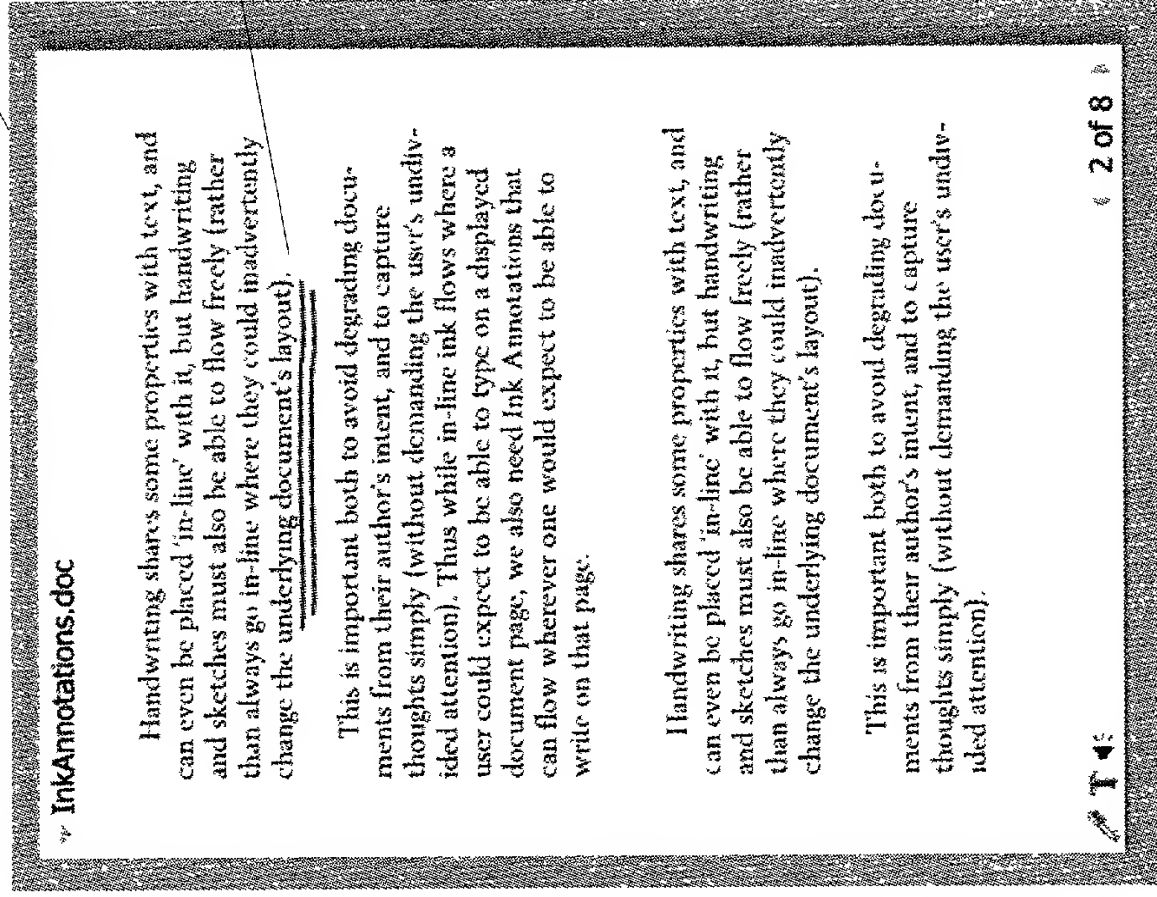 InkAnnotations.doc
Handwriting shares some properties with text, and
can even be placed 'in-line' with it, but handwriting
and sketches must also be able to flow freely (rather
than always go in-line where they could inadvertently
change the underlying document's layout).
This is important both to avoid degrading docu-
ments from their author's intent, and to capture
thoughts simply (without demanding the user's undiv-
ided attention). Thus while in-line ink flows where a
user could expect to be able to type on a displayed
document page, we also need Ink Annotations that
can flow wherever one would expect to be able to
write on that page.
Handwriting shares some properties with text, and
can even be placed 'in-line' with it, but handwriting
and sketches must also be able to flow freely (rather
than always go in-line where they could inadvertently
change the underlying document's layout).
This is important both to avoid degrading docu-
ments from their author's intent, and to capture
thoughts simply (without demanding the user's undiv-
ided attention).
T
2 of 8